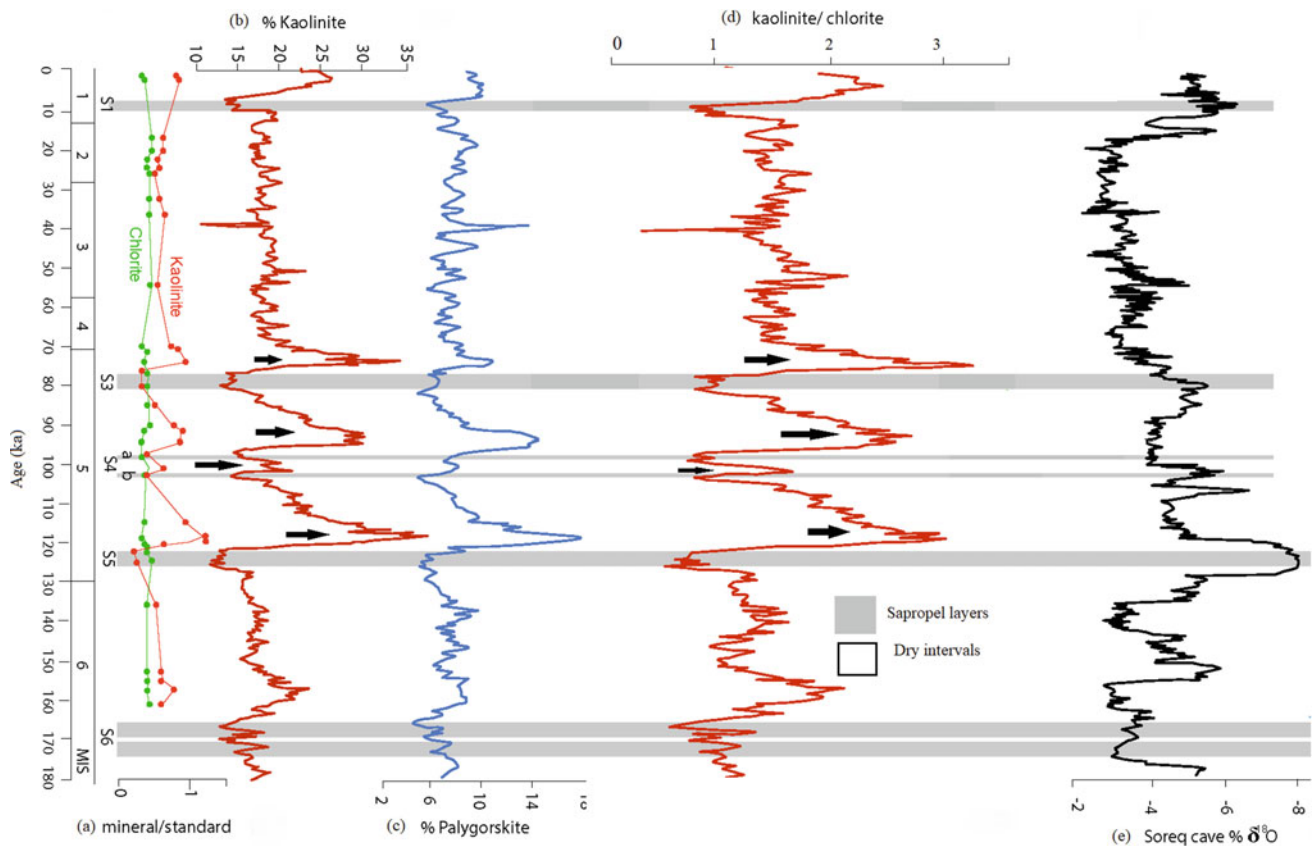 (b) % Kaolinite
10 15 20 25 30 35
(d) kaolinite/ chlorite
0 1 2 3
Age (ka)
0
10
20
30
40
50
60
70
80
90
100
110
120
130
140
150
160
170
180
1
2
3
4
5
6
MIS
S1
S3
a
S4
b
S5
S6
Chlorite
Kaolinite
Sapropel layers
Dry intervals
0 1
(a) mineral/standard
2 6 10 14 18
(c) % Palygorskite
-2 -4 -6 -8
(e) Soreq cave % δ18O